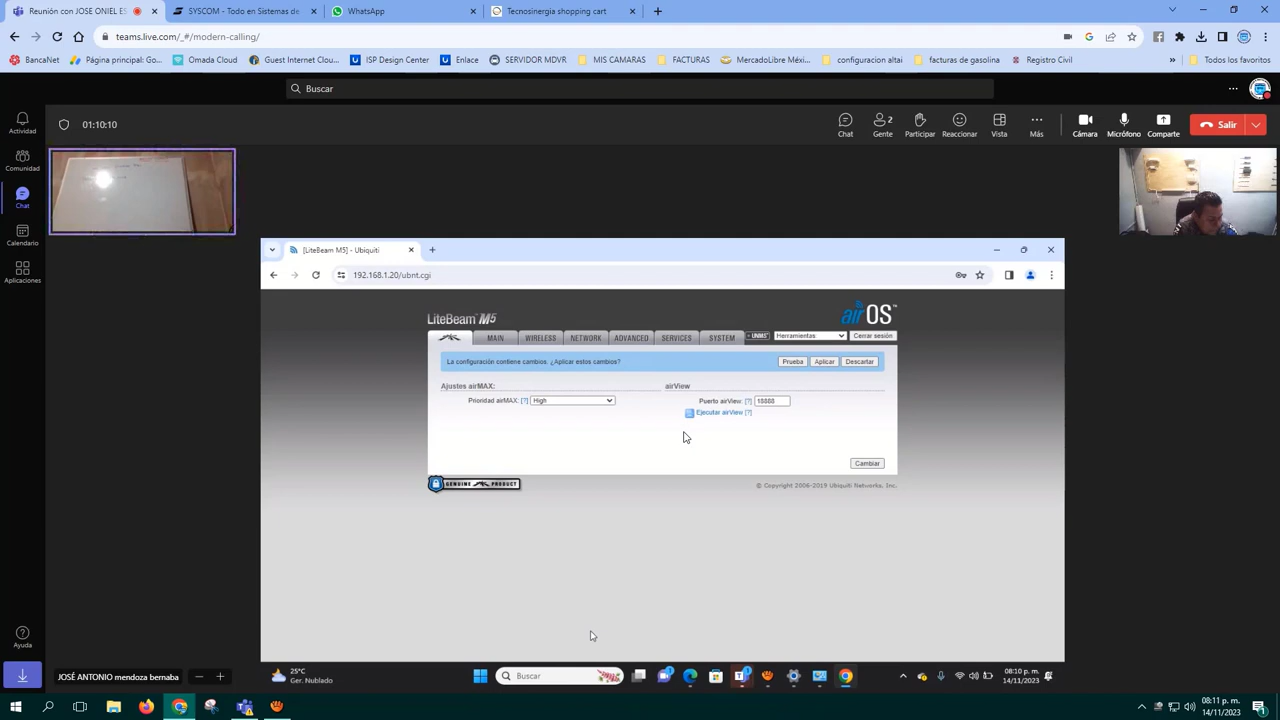 Reunión con JOSE ONIEL ES
SYSCOM - Todo en Sistemas de
WhatsApp
Tecnosinergia shopping cart
teams.live.com/_#/modern-calling/
BancaNet
Página principal: Go...
Omada Cloud
Guest Internet Clou...
ISP Design Center
Enlace
SERVIDOR MDVR
MIS CAMARAS
FACTURAS
MercadoLibre Méxi...
configuracion altai
facturas de gasolina
Registro Civil
Todos los favoritos
Buscar
Actividad
01:10:10
Chat
Gente
2
Participar
Reaccionar
Vista
Más
Cámara
Micrófono
Comparte
Salir
Comunidad
Chat
Calendario
Aplicaciones
[LiteBeam M5] - Ubiquiti
192.168.1.20/ubnt.cgi
LiteBeam M5
airOS™
MAIN
WIRELESS
NETWORK
ADVANCED
SERVICES
SYSTEM
UNMS
Herramientas:
Cerrar sesión
La configuración contiene cambios. ¿Aplicar estos cambios?
Prueba
Aplicar
Descartar
Ajustes airMAX:
airView
Prioridad airMAX: [?] High
Puerto airView: [?] 18888
Ejecutar airView [?]
Cambiar
GENUINE PRODUCT
© Copyright 2006-2019 Ubiquiti Networks, Inc.
Ayuda
JOSÉ ANTONIO mendoza bernaba
25°C
Ger. Nublado
Buscar
08:10 p. m.
14/11/2023
08:11 p. m.
14/11/2023